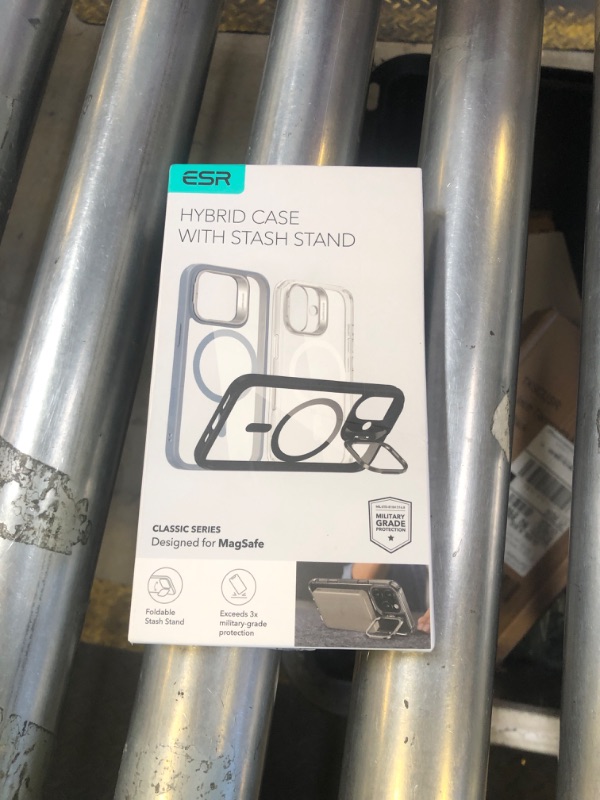 ESR
HYBRID CASE
WITH STASH STAND
MILITARY
GRADE
PROTECTION
CLASSIC SERIES
Designed for MagSafe
Foldable
Stash Stand
Exceeds 3x
military-grade
protection